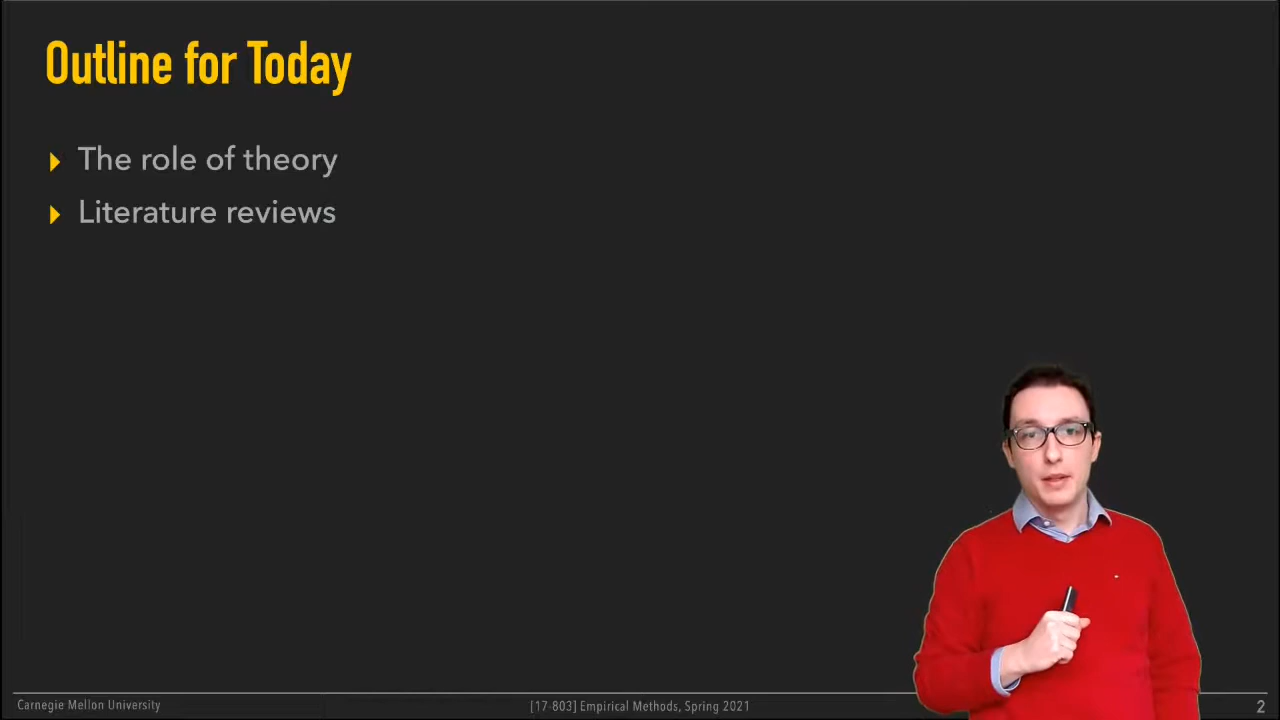 Outline for Today
The role of theory
Literature reviews
Carnegie Mellon University
[17-803] Empirical Methods, Spring 2021
2